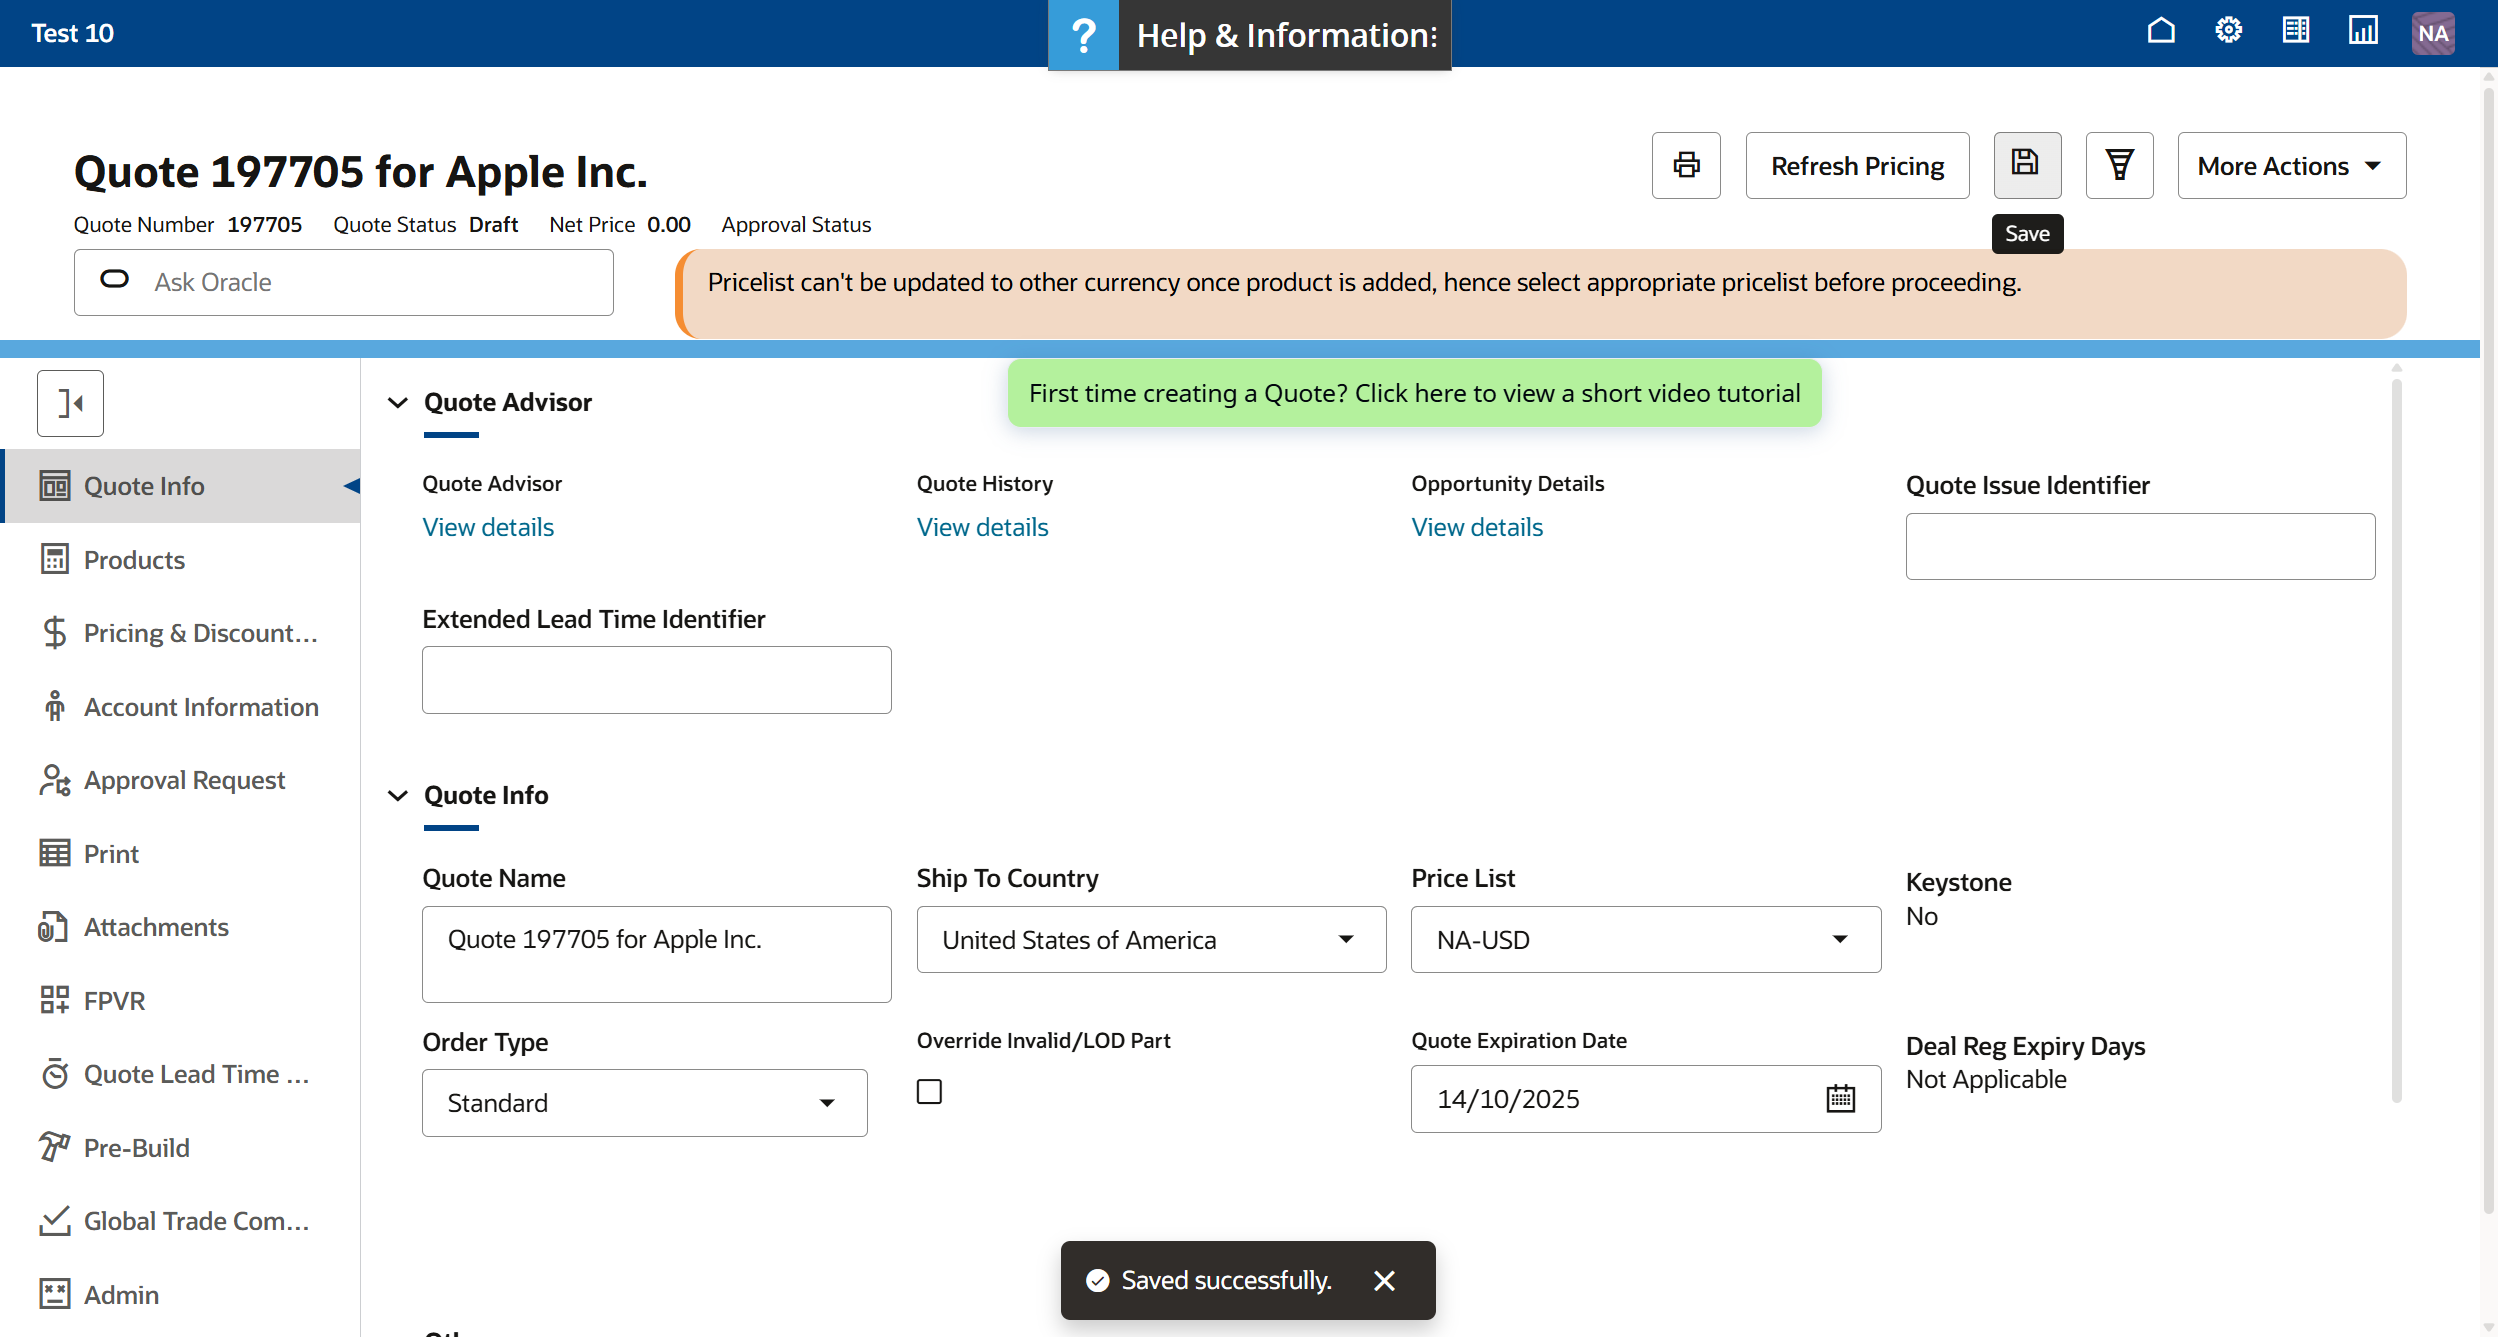 Test 10
? Help & Information
NA
Quote 197705 for Apple Inc.
Refresh Pricing
More Actions
Quote Number 197705 Quote Status Draft Net Price 0.00 Approval Status
Save
Ask Oracle
Pricelist can't be updated to other currency once product is added, hence select appropriate pricelist before proceeding.
First time creating a Quote? Click here to view a short video tutorial
Quote Info
Products
Pricing & Discount...
Account Information
Approval Request
Print
Attachments
FPVR
Quote Lead Time ...
Pre-Build
Global Trade Com...
Admin
Quote Advisor
Quote Advisor
View details
Quote History
View details
Opportunity Details
View details
Quote Issue Identifier
Extended Lead Time Identifier
Quote Info
Quote Name
Quote 197705 for Apple Inc.
Ship To Country
United States of America
Price List
NA-USD
Keystone
No
Order Type
Standard
Override Invalid/LOD Part
Quote Expiration Date
14/10/2025
Deal Reg Expiry Days
Not Applicable
Saved successfully.